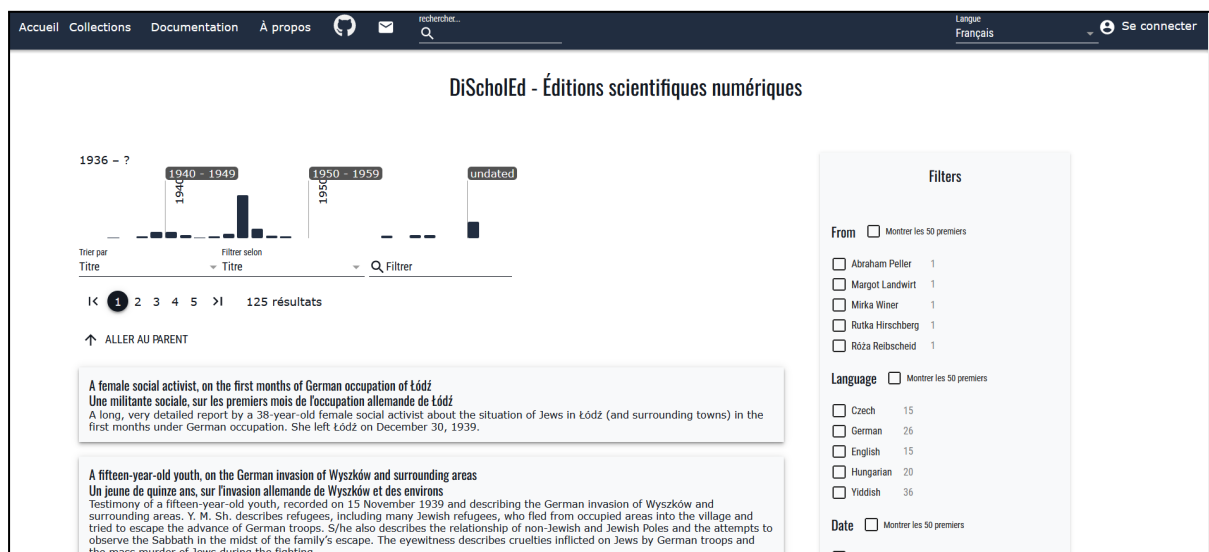 Accueil Collections Documentation À propos rechercher... Langue Français Se connecter
DiScholEd - Éditions scientifiques numériques
1936 – ?
1940 - 1949 1950 - 1959 undated
1940 1950
Trier par Filtrer selon
Titre Titre Filtrer
1 2 3 4 5 125 résultats
ALLER AU PARENT
A female social activist, on the first months of German occupation of Łódź
Une militante sociale, sur les premiers mois de l'occupation allemande de Łódź
A long, very detailed report by a 38-year-old female social activist about the situation of Jews in Łódź (and surrounding towns) in the
first months under German occupation. She left Łódź on December 30, 1939.
A fifteen-year-old youth, on the German invasion of Wyszków and surrounding areas
Un jeune de quinze ans, sur l'invasion allemande de Wyszków et des environs
Testimony of a fifteen-year-old youth, recorded on 15 November 1939 and describing the German invasion of Wyszków and
surrounding areas. Y. M. Sh. describes refugees, including many Jewish refugees, who fled from occupied areas into the village and
tried to escape the advance of German troops. S/he also describes the relationship of non-Jewish and Jewish Poles and the attempts to
observe the Sabbath in the midst of the family's escape. The eyewitness describes cruelties inflicted on Jews by German troops and
the mass murder of Jews during the fighting.
Filters
From Montrer les 50 premiers
Abraham Peller 1
Margot Landwirt 1
Mirka Winer 1
Rutka Hirschberg 1
Róża Reibscheid 1
Language Montrer les 50 premiers
Czech 15
German 26
English 15
Hungarian 20
Yiddish 36
Date Montrer les 50 premiers